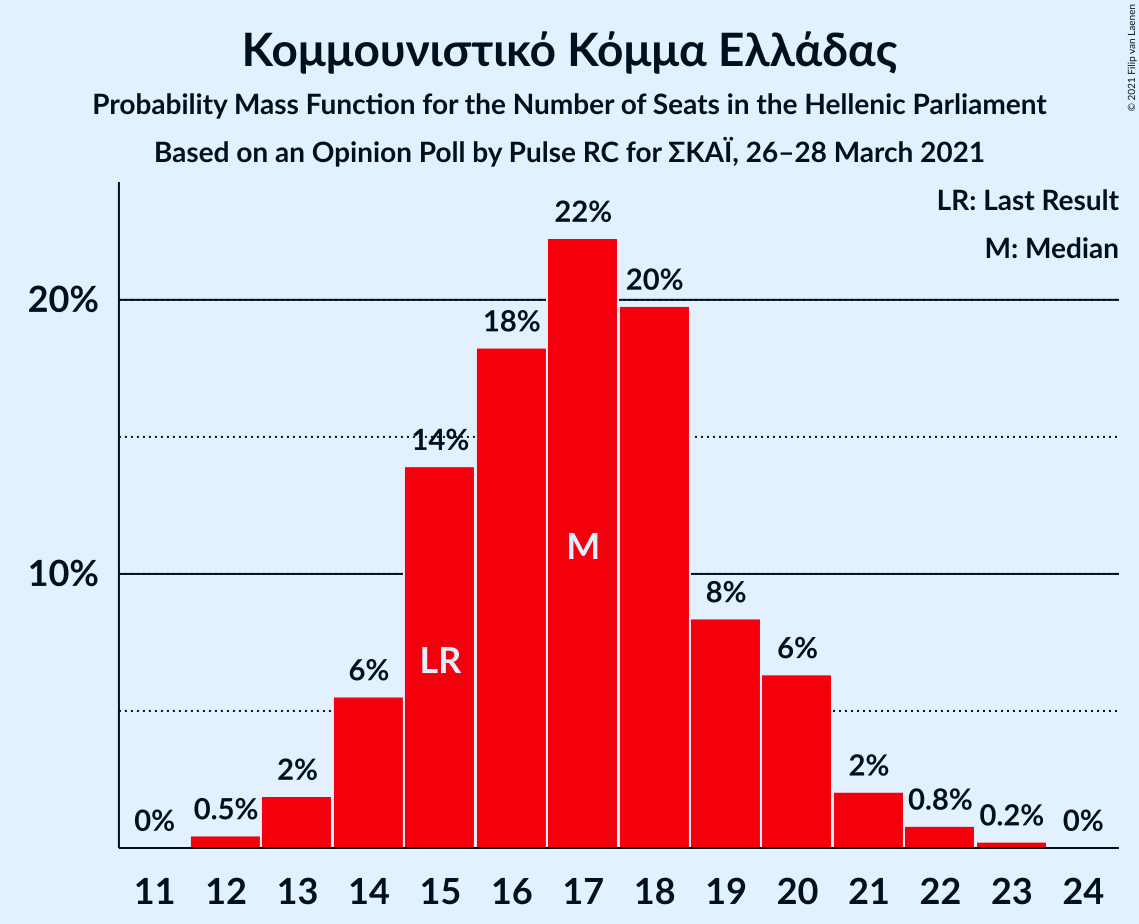 Κομμουνιστικό Κόμμα Ελλάδας
Probability Mass Function for the Number of Seats in the Hellenic Parliament
Based on an Opinion Poll by Pulse RC for ΣΚΑΪ, 26–28 March 2021
© 2021 Filip van Laenen
LR: Last Result
M: Median
22%
20%
20%
18%
14%
M
10%
8%
LR
6%
6%
2%
2%
0%
0.5%
0.8%
0.2%
0%
11 12 13 14 15 16 17 18 19 20 21 22 23 24